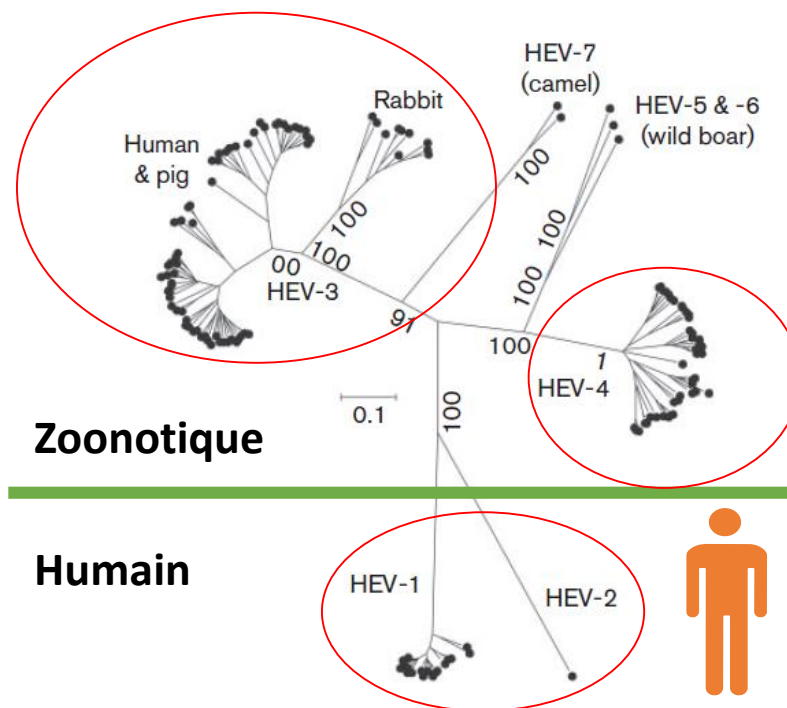 HEV-7
(camel)
Rabbit
HEV-5 & -6
(wild boar)
Human
& pig
100
100
100
100
100
00
HEV-3
91
100
1
HEV-4
0.1
100
Zoonotique
Humain
HEV-1
HEV-2